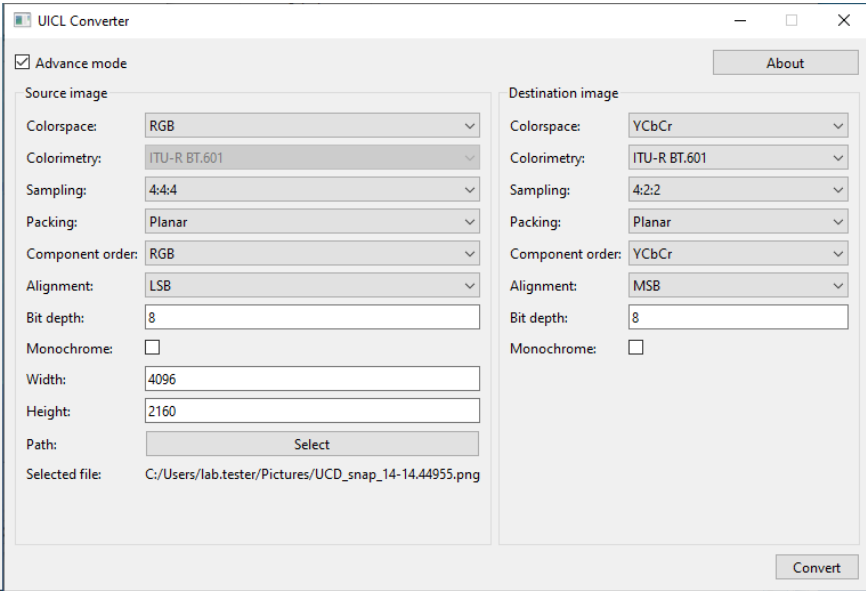 UICL Converter
Advance mode
About
Source image
Colorspace: RGB
Colorimetry: ITU-R BT.601
Sampling: 4:4:4
Packing: Planar
Component order: RGB
Alignment: LSB
Bit depth: 8
Monochrome:
Width: 4096
Height: 2160
Path: Select
Selected file: C:/Users/lab.tester/Pictures/UCD_snap_14-14.44955.png
Destination image
Colorspace: YCbCr
Colorimetry: ITU-R BT.601
Sampling: 4:2:2
Packing: Planar
Component order: YCbCr
Alignment: MSB
Bit depth: 8
Monochrome:
Convert